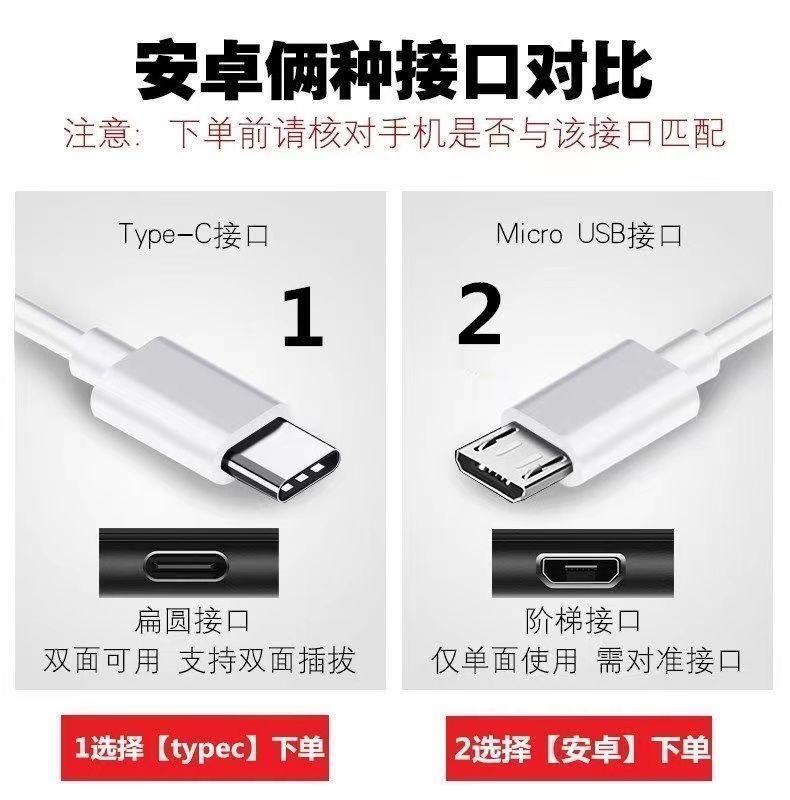 安卓俩种接口对比
注意: 下单前请核对手机是否与该接口匹配
Type-C接口
1
扁圆接口
双面可用 支持双面插拔
1选择【typec】下单
Micro USB接口
2
阶梯接口
仅单面使用 需对准接口
2选择【安卓】下单